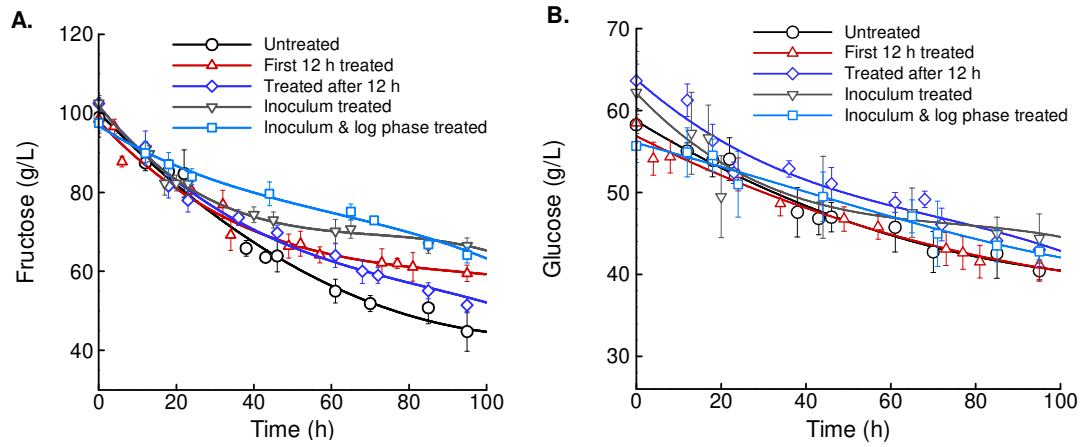 A.
120
100
80
60
40
Fructose (g/L)
0 20 40 60 80 100
Time (h)
Untreated
First 12 h treated
Treated after 12 h
Inoculum treated
Inoculum & log phase treated
B.
70
60
50
40
30
Glucose (g/L)
0 20 40 60 80 100
Time (h)
Untreated
First 12 h treated
Treated after 12 h
Inoculum treated
Inoculum & log phase treated